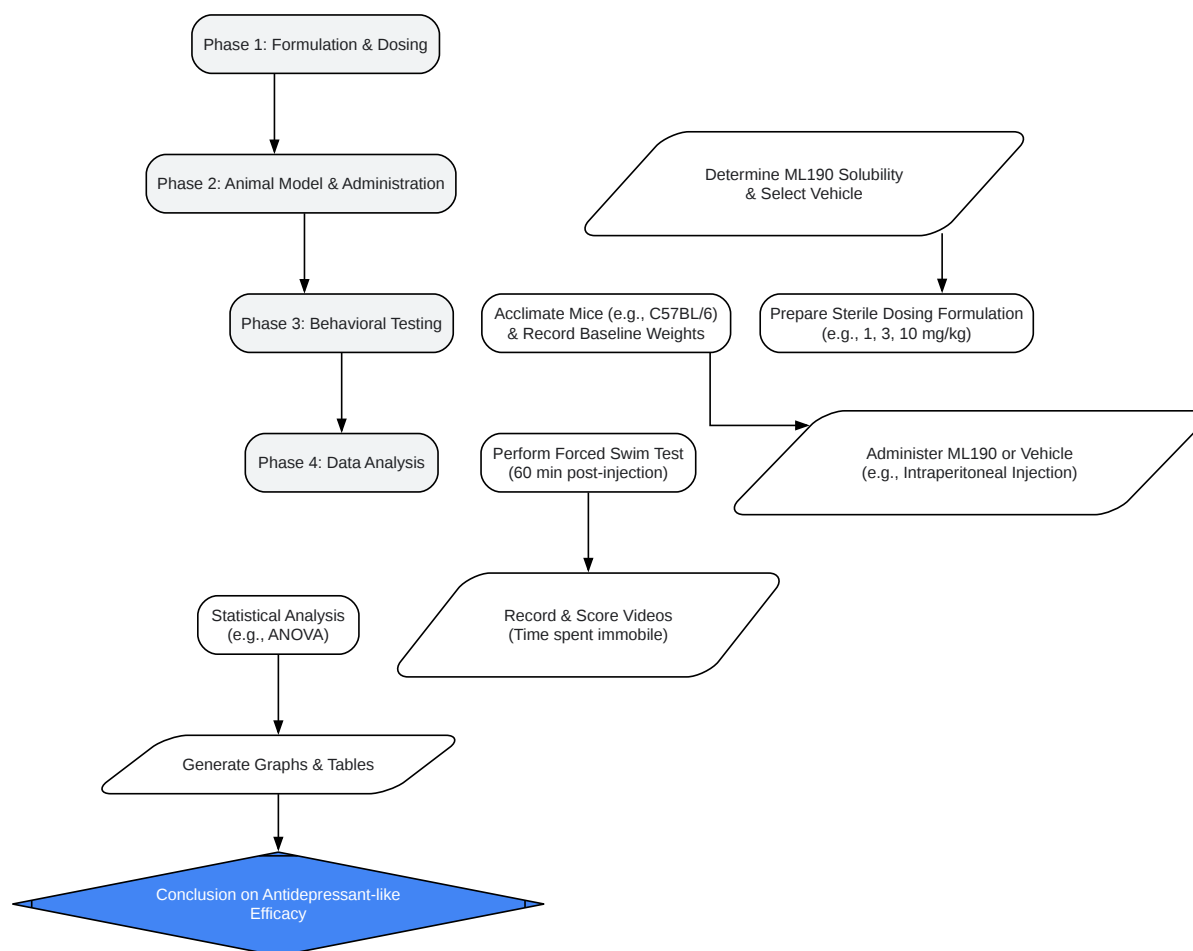 Phase 1: Formulation & Dosing
Phase 2: Animal Model & Administration
Determine ML190 Solubility
& Select Vehicle
Phase 3: Behavioral Testing
Acclimate Mice (e.g., C57BL/6)
& Record Baseline Weights
Prepare Sterile Dosing Formulation
(e.g., 1, 3, 10 mg/kg)
Phase 4: Data Analysis
Perform Forced Swim Test
(60 min post-injection)
Administer ML190 or Vehicle
(e.g., Intraperitoneal Injection)
Statistical Analysis
(e.g., ANOVA)
Record & Score Videos
(Time spent immobile)
Generate Graphs & Tables
Conclusion on Antidepressant-like
Efficacy